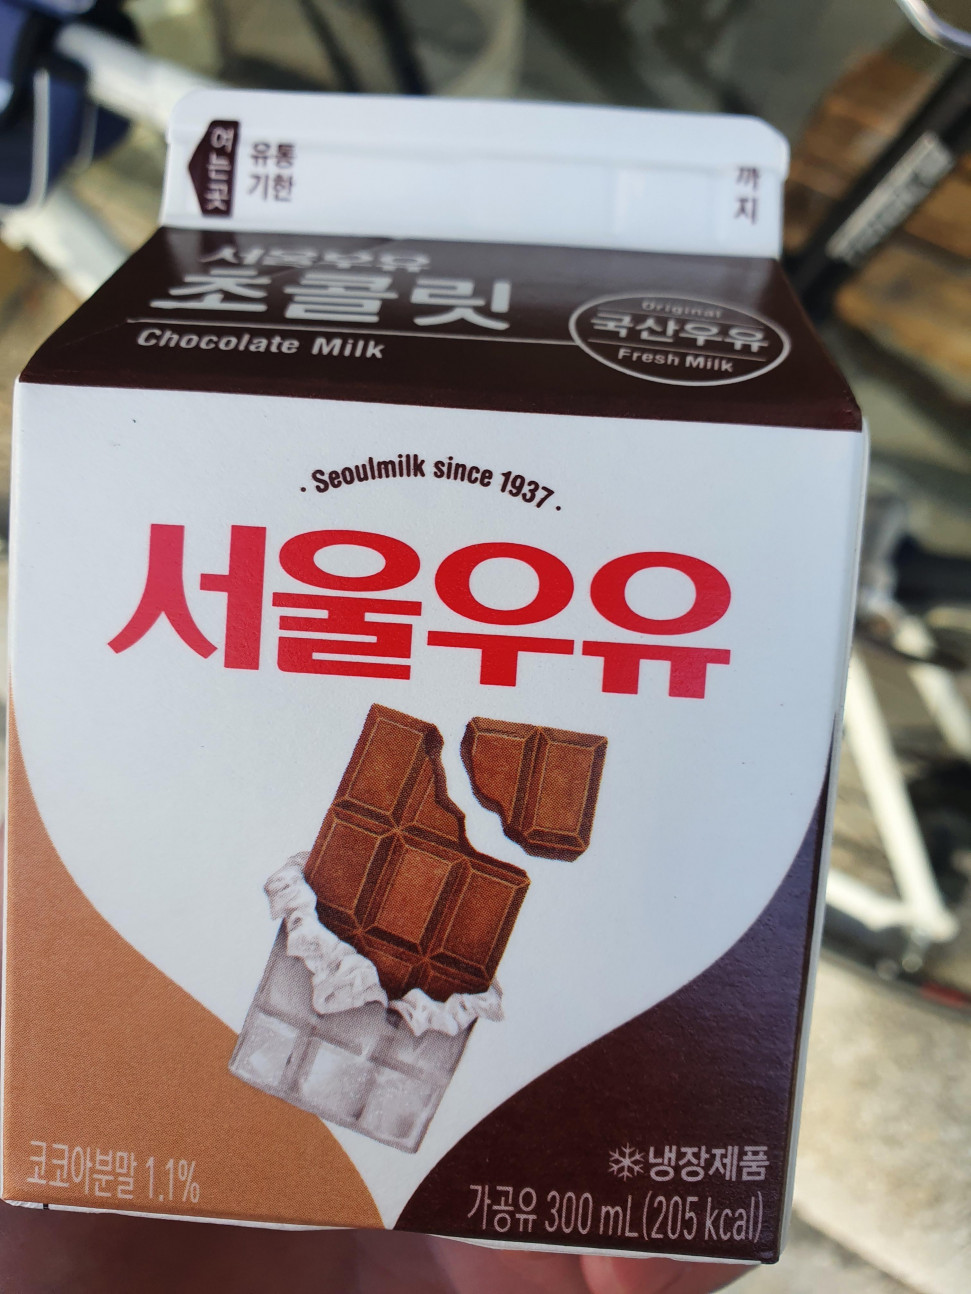 여는곳
유통
기한
까지
서울우유
초콜릿
Chocolate Milk
Original
국산우유
Fresh Milk
· Seoulmilk since 1937 ·
서울우유
코코아분말 1.1%
냉장제품
가공유 300 mL(205 kcal)